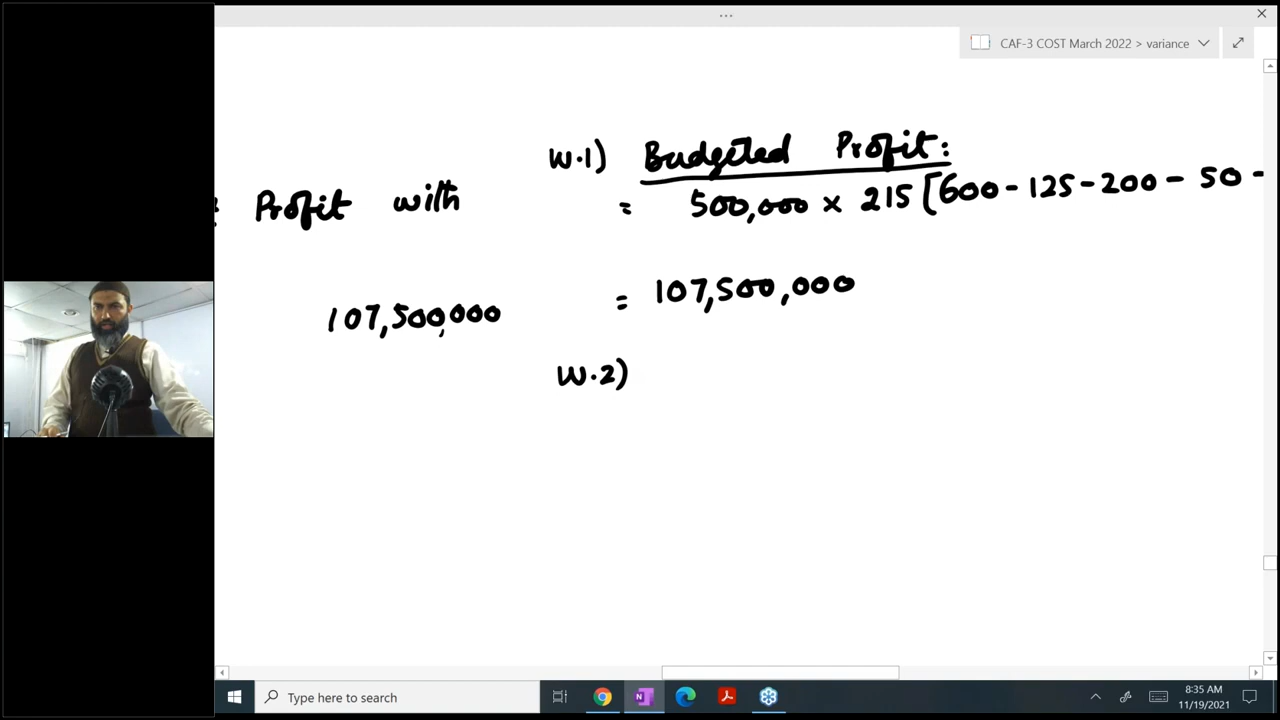 CAF-3 COST March 2022 > variance
W.1) Budgeted Profit:
Profit with = 500,000 × 215 [600-125-200-50-
107,500,000 = 107,500,000
W.2)
Type here to search
8:35 AM
11/19/2021